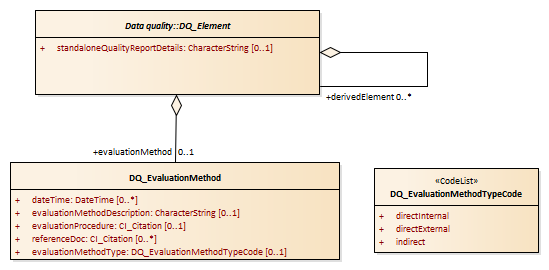 Data quality::DQ_Element
+ standaloneQualityReportDetails: CharacterString [0..1]
+derivedElement 0..*
+evaluationMethod 0..1
DQ_EvaluationMethod
+ dateTime: DateTime [0..*]
+ evaluationMethodDescription: CharacterString [0..1]
+ evaluationProcedure: CI_Citation [0..1]
+ referenceDoc: CI_Citation [0..*]
+ evaluationMethodType: DQ_EvaluationMethodTypeCode [0..1]
«CodeList»
DQ_EvaluationMethodTypeCode
+ directInternal
+ directExternal
+ indirect